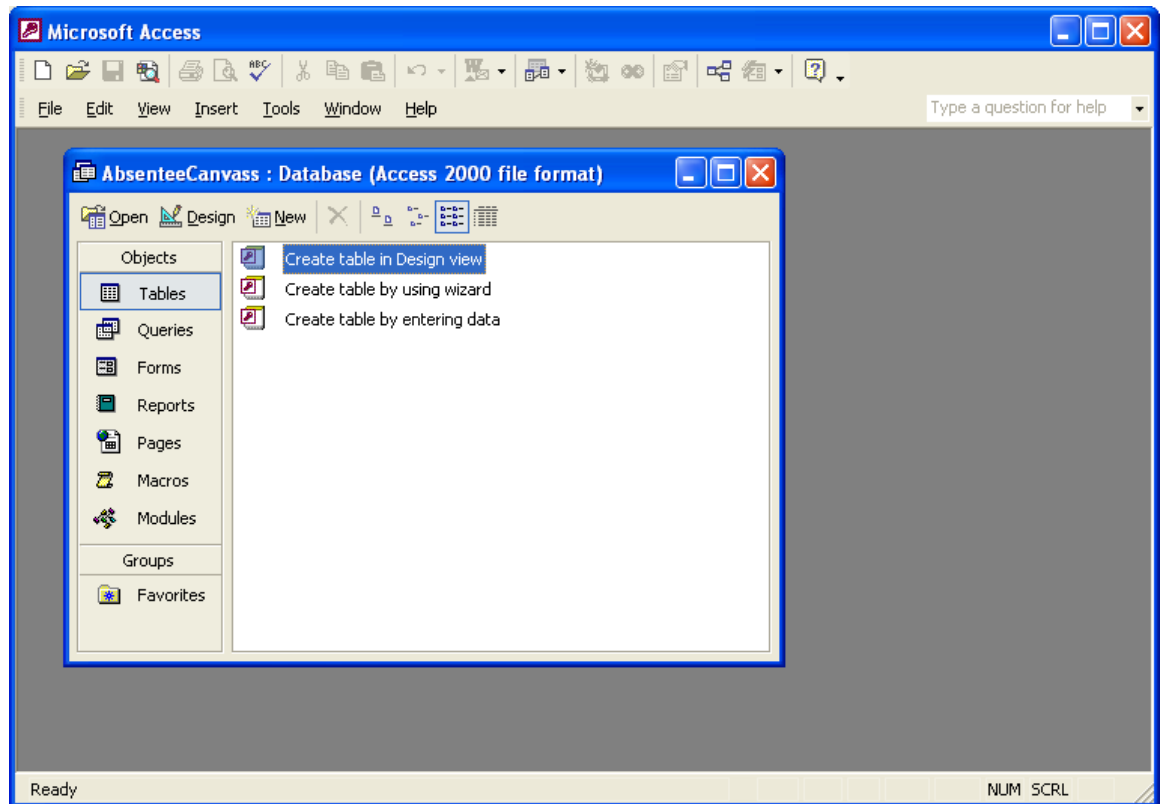 Microsoft Access
ABC
File Edit View Insert Tools Window Help Type a question for help
AbsenteeCanvass : Database (Access 2000 file format)
Open Design New
Objects
Tables
Queries
Forms
Reports
Pages
Macros
Modules
Groups
Favorites
Create table in Design view
Create table by using wizard
Create table by entering data
Ready NUM SCRL